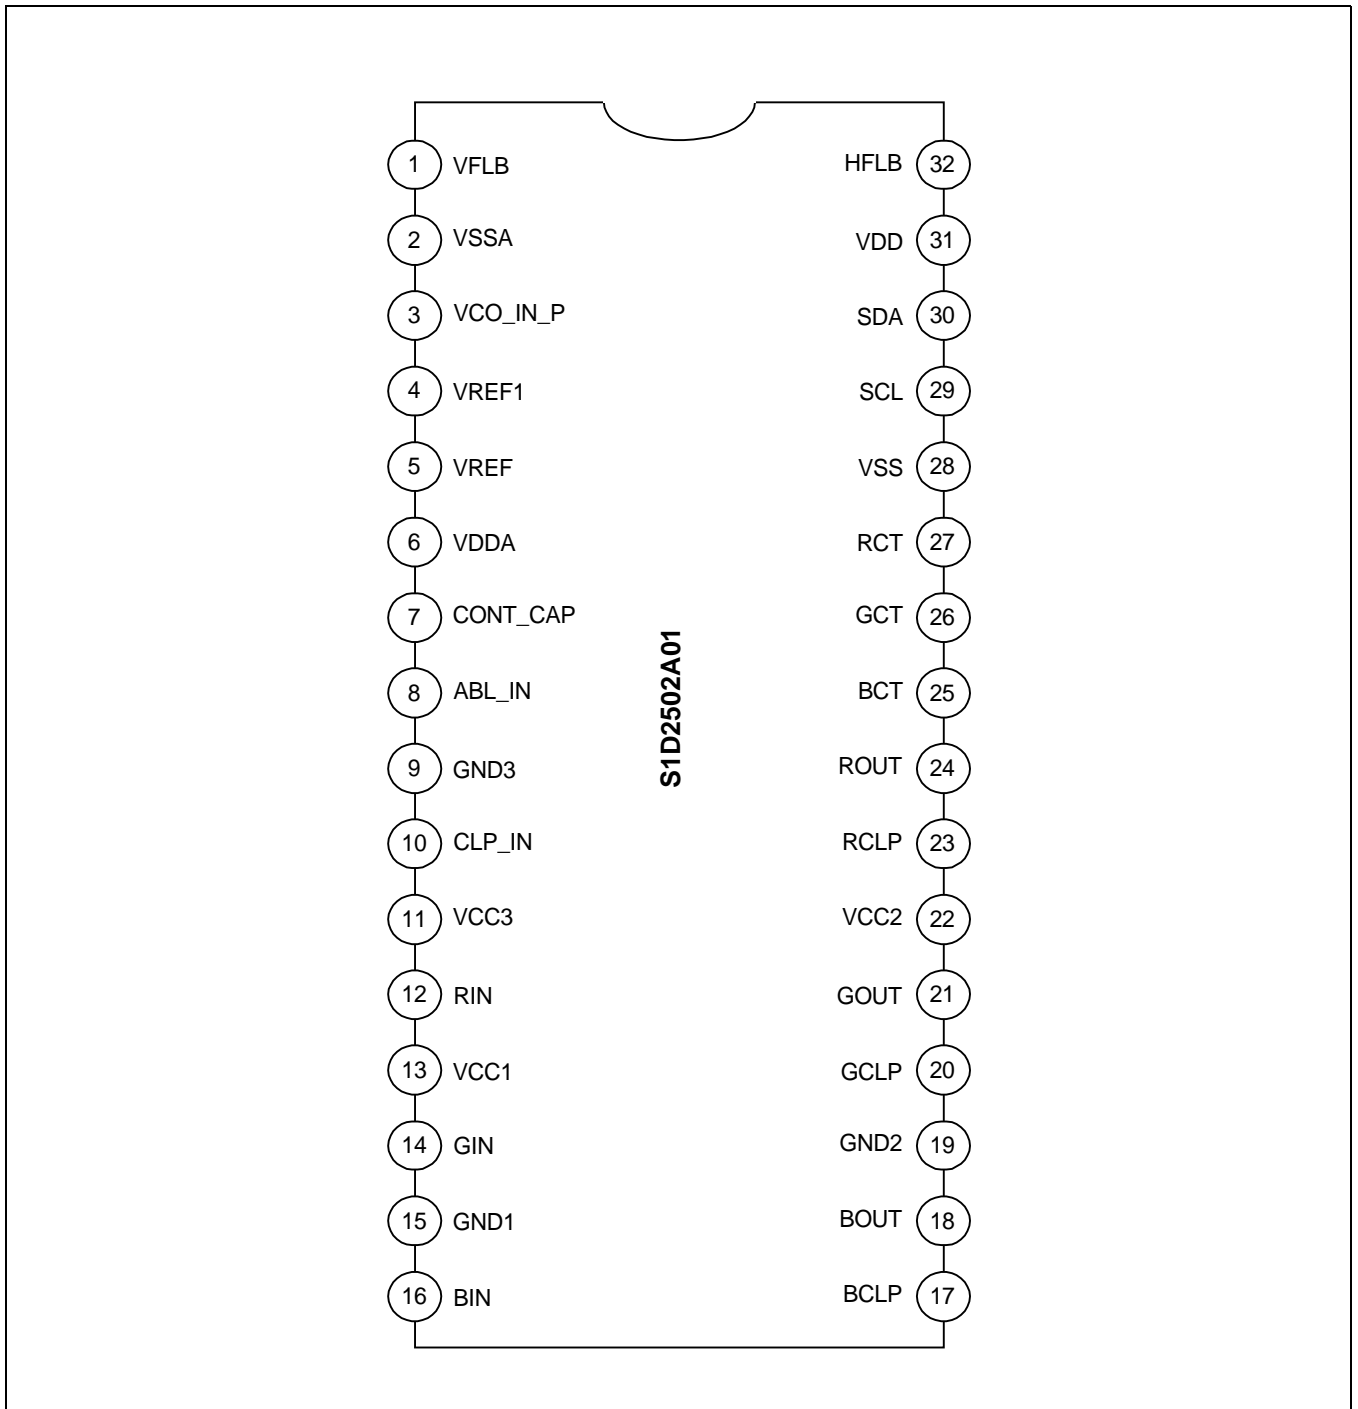 1 VFLB
2 VSSA
3 VCO_IN_P
4 VREF1
5 VREF
6 VDDA
7 CONT_CAP
8 ABL_IN
9 GND3
10 CLP_IN
11 VCC3
12 RIN
13 VCC1
14 GIN
15 GND1
16 BIN
S1D2502A01
HFLB 32
VDD 31
SDA 30
SCL 29
VSS 28
RCT 27
GCT 26
BCT 25
ROUT 24
RCLP 23
VCC2 22
GOUT 21
GCLP 20
GND2 19
BOUT 18
BCLP 17